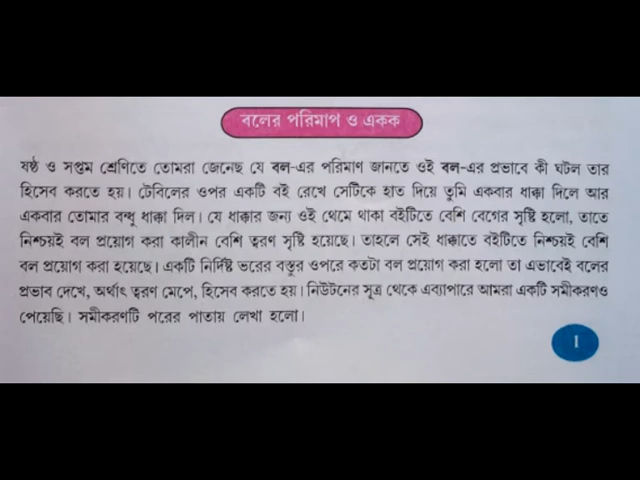 বলের পরিমাপ ও একক
ষষ্ঠ ও সপ্তম শ্রেণিতে তোমরা জেনেছ যে বল-এর পরিমাণ জানতে ওই বল-এর প্রভাবে কী ঘটল তার
হিসেব করতে হয়। টেবিলের ওপর একটি বই রেখে সেটিকে হাত দিয়ে তুমি একবার ধাক্কা দিলে আর
একবার তোমার বন্ধু ধাক্কা দিল। যে ধাক্কার জন্য ওই থেমে থাকা বইটিতে বেশি বেগের সৃষ্টি হলো, তাতে
নিশ্চয়ই বল প্রয়োগ করা কালীন বেশি ত্বরণ সৃষ্টি হয়েছে। তাহলে সেই ধাক্কাতে বইটিতে নিশ্চয়ই বেশি
বল প্রয়োগ করা হয়েছে। একটি নির্দিষ্ট ভরের বস্তুর ওপরে কতটা বল প্রয়োগ করা হলো তা এভাবেই বলের
প্রভাব দেখে, অর্থাৎ ত্বরণ মেপে, হিসেব করতে হয়। নিউটনের সূত্র থেকে এব্যাপারে আমরা একটি সমীকরণও
পেয়েছি। সমীকরণটি পরের পাতায় লেখা হলো।
1